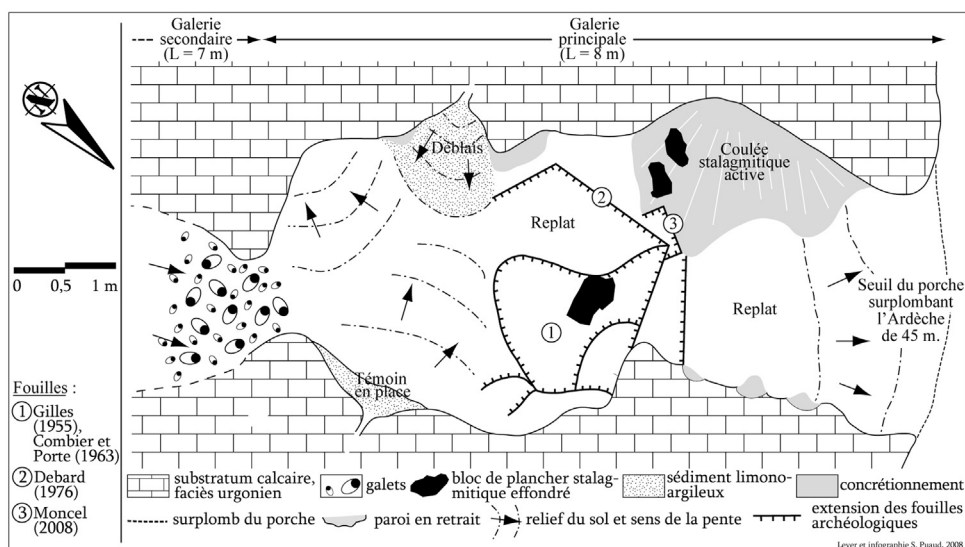 Galerie
secondaire
(L = 7 m)
Galerie
principale
(L = 8 m)
Déblais
Coulée
stalagmitique
active
Replat
2
3
1
Replat
Seuil du porche
surplombant
l'Ardèche
de 45 m.
Témoin
en place
0 0,5 1 m
Fouilles :
1 Gilles
(1955),
Combier et
Porte (1963)
2 Debard
(1976)
3 Moncel
(2008)
substratum calcaire,
faciès urgonien
galets
bloc de plancher stalag-
mitique effondré
sédiment limono-
argileux
concrétionnement
surplomb du porche
paroi en retrait
relief du sol et sens de la pente
extension des fouilles
archéologiques
Lever et infographie S. Puaud, 2008